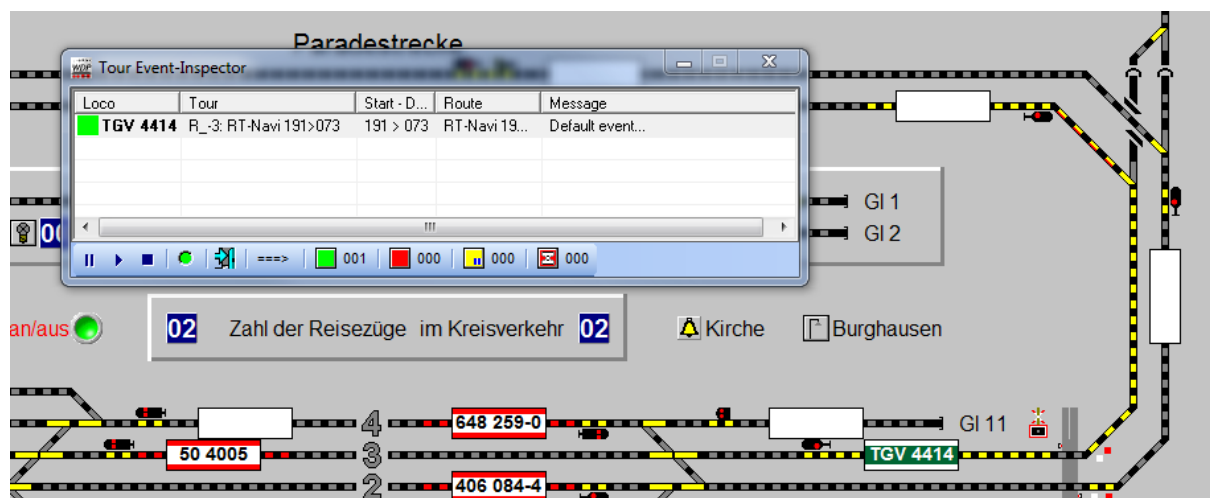 Paradestrecke
WDP Tour Event-Inspector
Loco Tour Start - D... Route Message
TGV 4414 R_-3: RT-Navi 191>073 191 > 073 RT-Navi 19... Default event...
Gl 1
Gl 2
===> 001 000 000 000
an/aus 02 Zahl der Reisezüge im Kreisverkehr 02 Kirche Burghausen
4 648 259-0 Gl 11
50 4005 3 TGV 4414
2 406 084-4